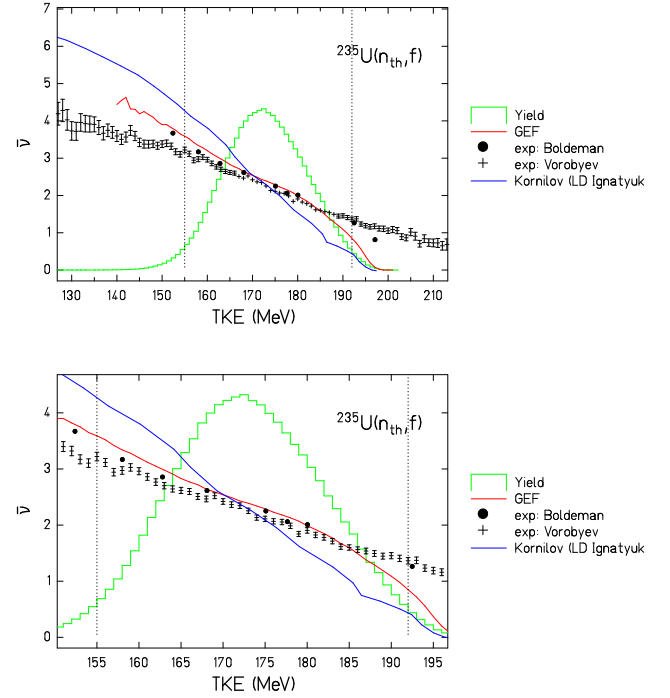 7
6
5
4
3
2
1
0
ν̄
130 140 150 160 170 180 190 200 210
TKE (MeV)
²³⁵U(nₜₕ,f)
Yield
GEF
exp: Boldeman
exp: Vorobyev
Kornilov (LD Ignatyuk
4
3
2
1
0
ν̄
155 160 165 170 175 180 185 190 195
TKE (MeV)
²³⁵U(nₜₕ,f)
Yield
GEF
exp: Boldeman
exp: Vorobyev
Kornilov (LD Ignatyuk